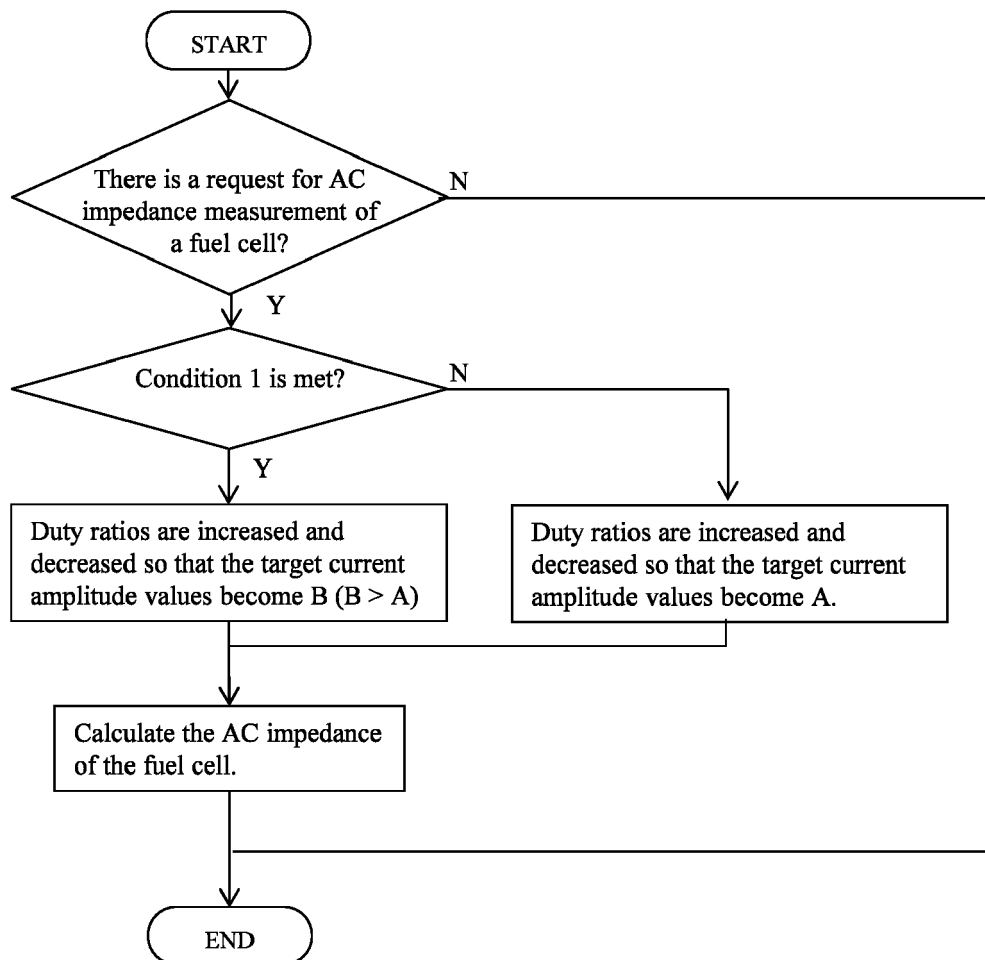 START
There is a request for AC
impedance measurement of
a fuel cell?
N
Y
Condition 1 is met?
N
Y
Duty ratios are increased and
decreased so that the target current
amplitude values become B (B > A)
Duty ratios are increased and
decreased so that the target current
amplitude values become A.
Calculate the AC impedance
of the fuel cell.
END